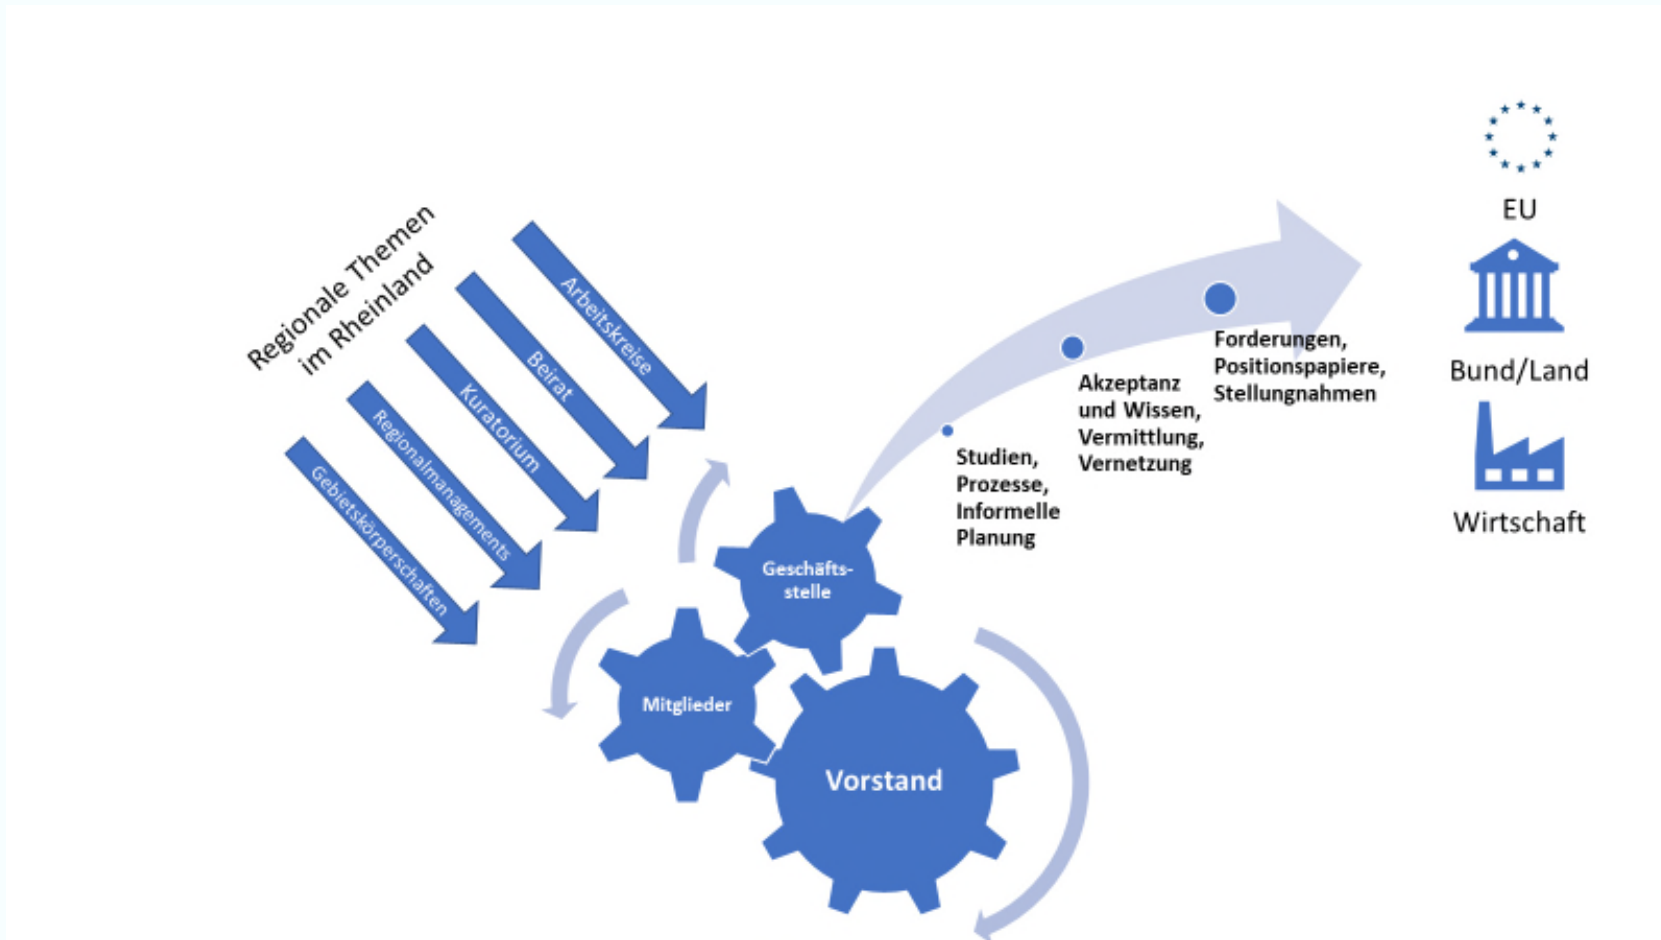 Regionale Themen
im Rheinland
Arbeitskreise
Beirat
Kuratorium
Regionalmanagements
Gebietskörperschaften
Geschäfts-
stelle
Mitglieder
Vorstand
Studien,
Prozesse,
Informelle
Planung
Akzeptanz
und Wissen,
Vermittlung,
Vernetzung
Forderungen,
Positionspapiere,
Stellungnahmen
EU
Bund/Land
Wirtschaft